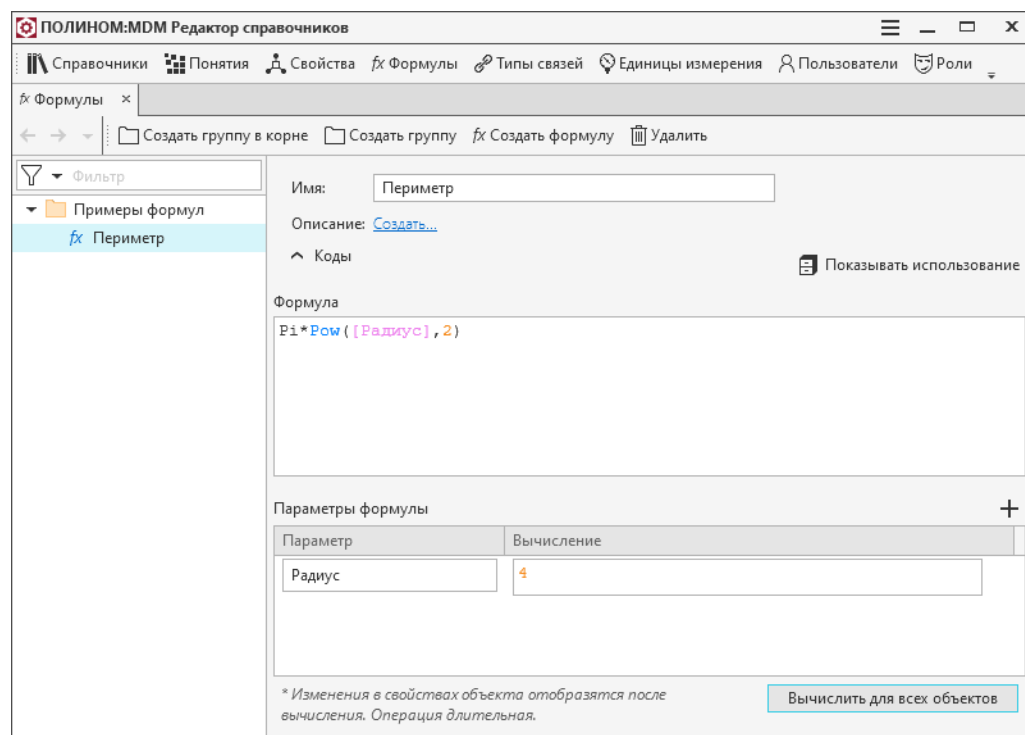 ПОЛИНОМ:MDM Редактор справочников
Справочники Понятия Свойства fx Формулы Типы связей Единицы измерения Пользователи Роли
fx Формулы ×
Создать группу в корне Создать группу fx Создать формулу Удалить
Фильтр
Примеры формул
fx Периметр
Имя: Периметр
Описание: Создать...
Коды
Показывать использование
Формула
Pi*Pow([Радиус],2)
Параметры формулы
Параметр Вычисление
Радиус 4
* Изменения в свойствах объекта отобразятся после
вычисления. Операция длительная.
Вычислить для всех объектов